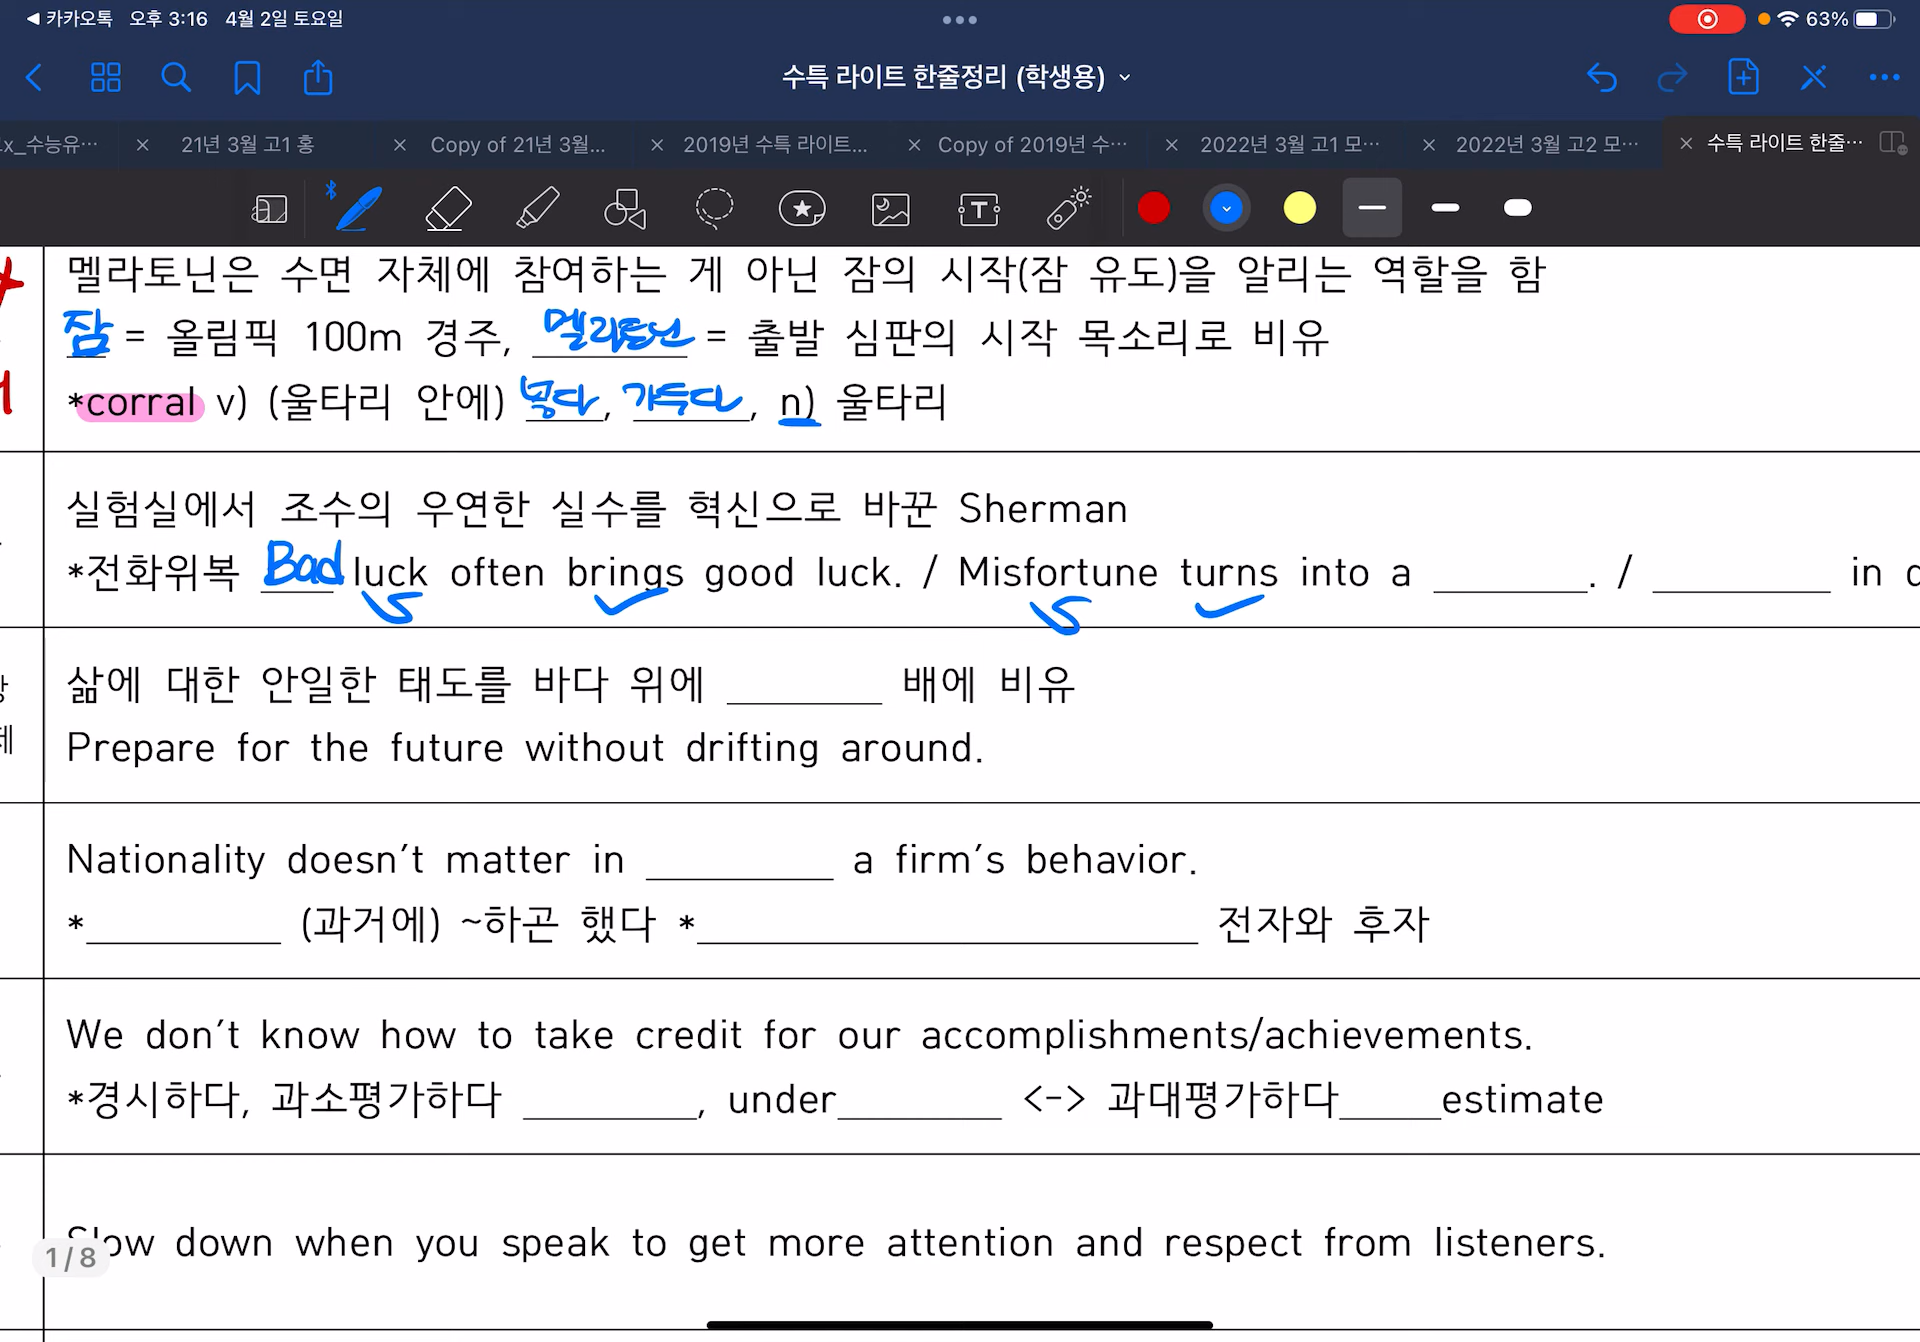 카카오톡 오후 3:16 4월 2일 토요일 63%
수특 라이트 한줄정리 (학생용)
x_수능유… 21년 3월 고1 홍 Copy of 21년 3월... 2019년 수특 라이트... Copy of 2019년 수… 2022년 3월 고1 모… 2022년 3월 고2 모… 수특 라이트 한줄…
멜라토닌은 수면 자체에 참여하는 게 아닌 잠의 시작(잠 유도)을 알리는 역할을 함
잠 = 올림픽 100m 경주, 멜라토닌 = 출발 심판의 시작 목소리로 비유
*corral v) (울타리 안에) 넣다, 가두다, n) 울타리
실험실에서 조수의 우연한 실수를 혁신으로 바꾼 Sherman
*전화위복 Bad luck often brings good luck. / Misfortune turns into a ________. / _________ in
삶에 대한 안일한 태도를 바다 위에 ________ 배에 비유
Prepare for the future without drifting around.
Nationality doesn't matter in _________ a firm's behavior.
*_________ (과거에) ~하곤 했다 *________________________ 전자와 후자
We don't know how to take credit for our accomplishments/achievements.
*경시하다, 과소평가하다 ________, under________ <-> 과대평가하다_____estimate
Slow down when you speak to get more attention and respect from listeners.
1/8